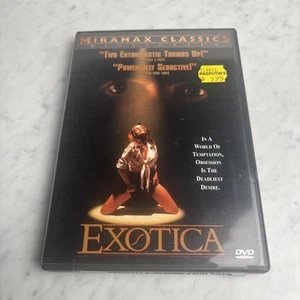 MIRAMAX CLASSICS
"TWO ENTHUSIASTIC THUMBS UP!"
"POWERFULLY SEDUCTIVE!"
RASPUTIN'S
IN A
WORLD OF
TEMPTATION,
OBSESSION
IS THE
DEADLIEST
DESIRE.
EXOTICA
DVD